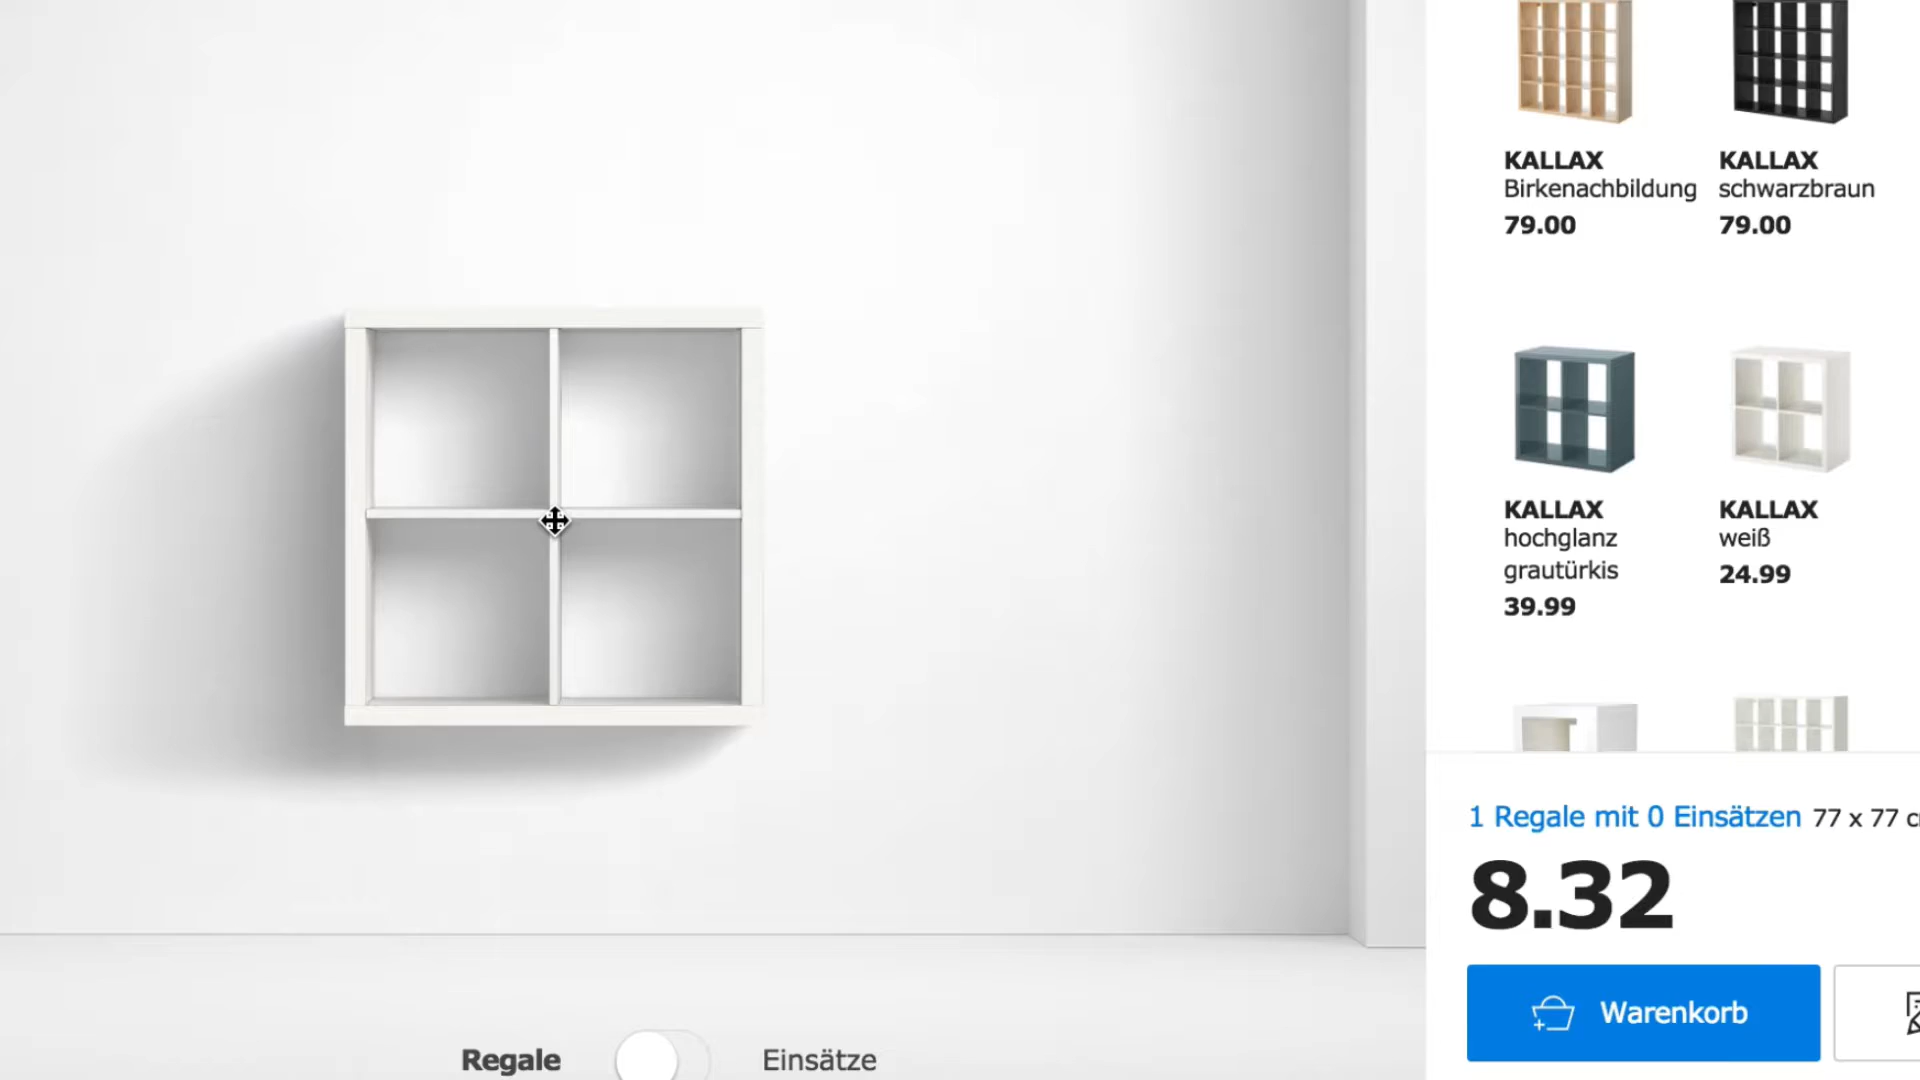 KALLAX
Birkenachbildung
79.00
KALLAX
schwarzbraun
79.00
KALLAX
hochglanz
grautürkis
39.99
KALLAX
weiß
24.99
1 Regale mit 0 Einsätzen 77 x 77
8.32
Warenkorb
Regale
Einsätze